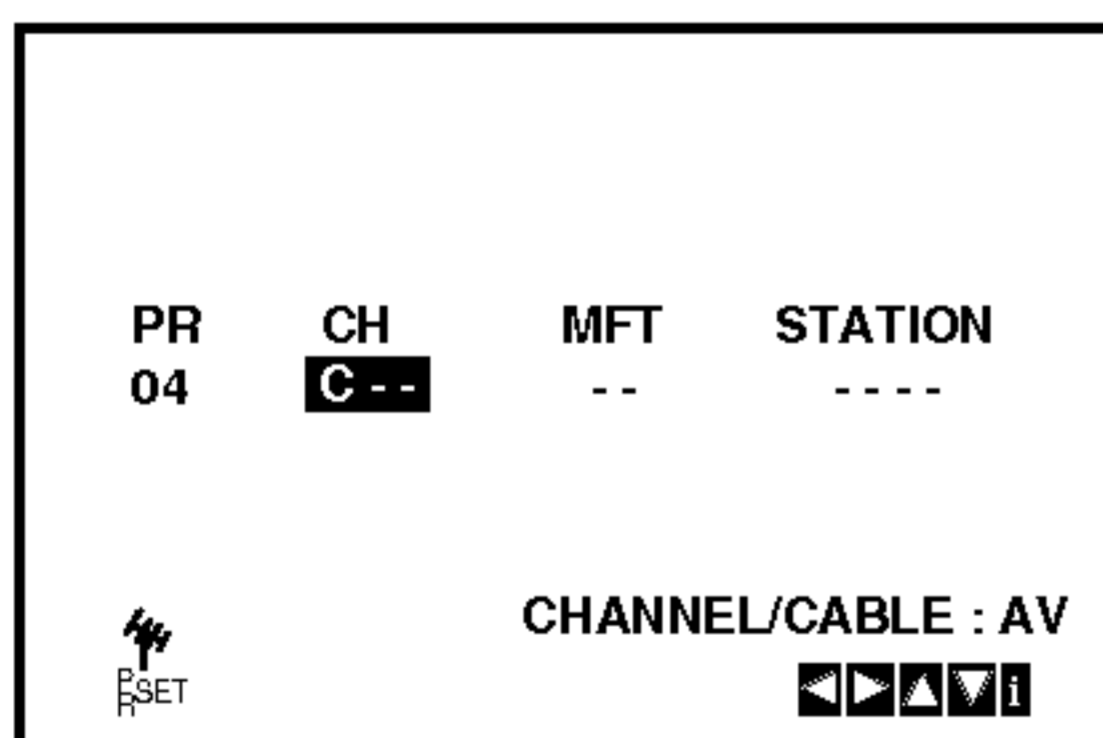 PR CH MFT STATION
04 C -- -- ----
CHANNEL/CABLE : AV
PR SET
i